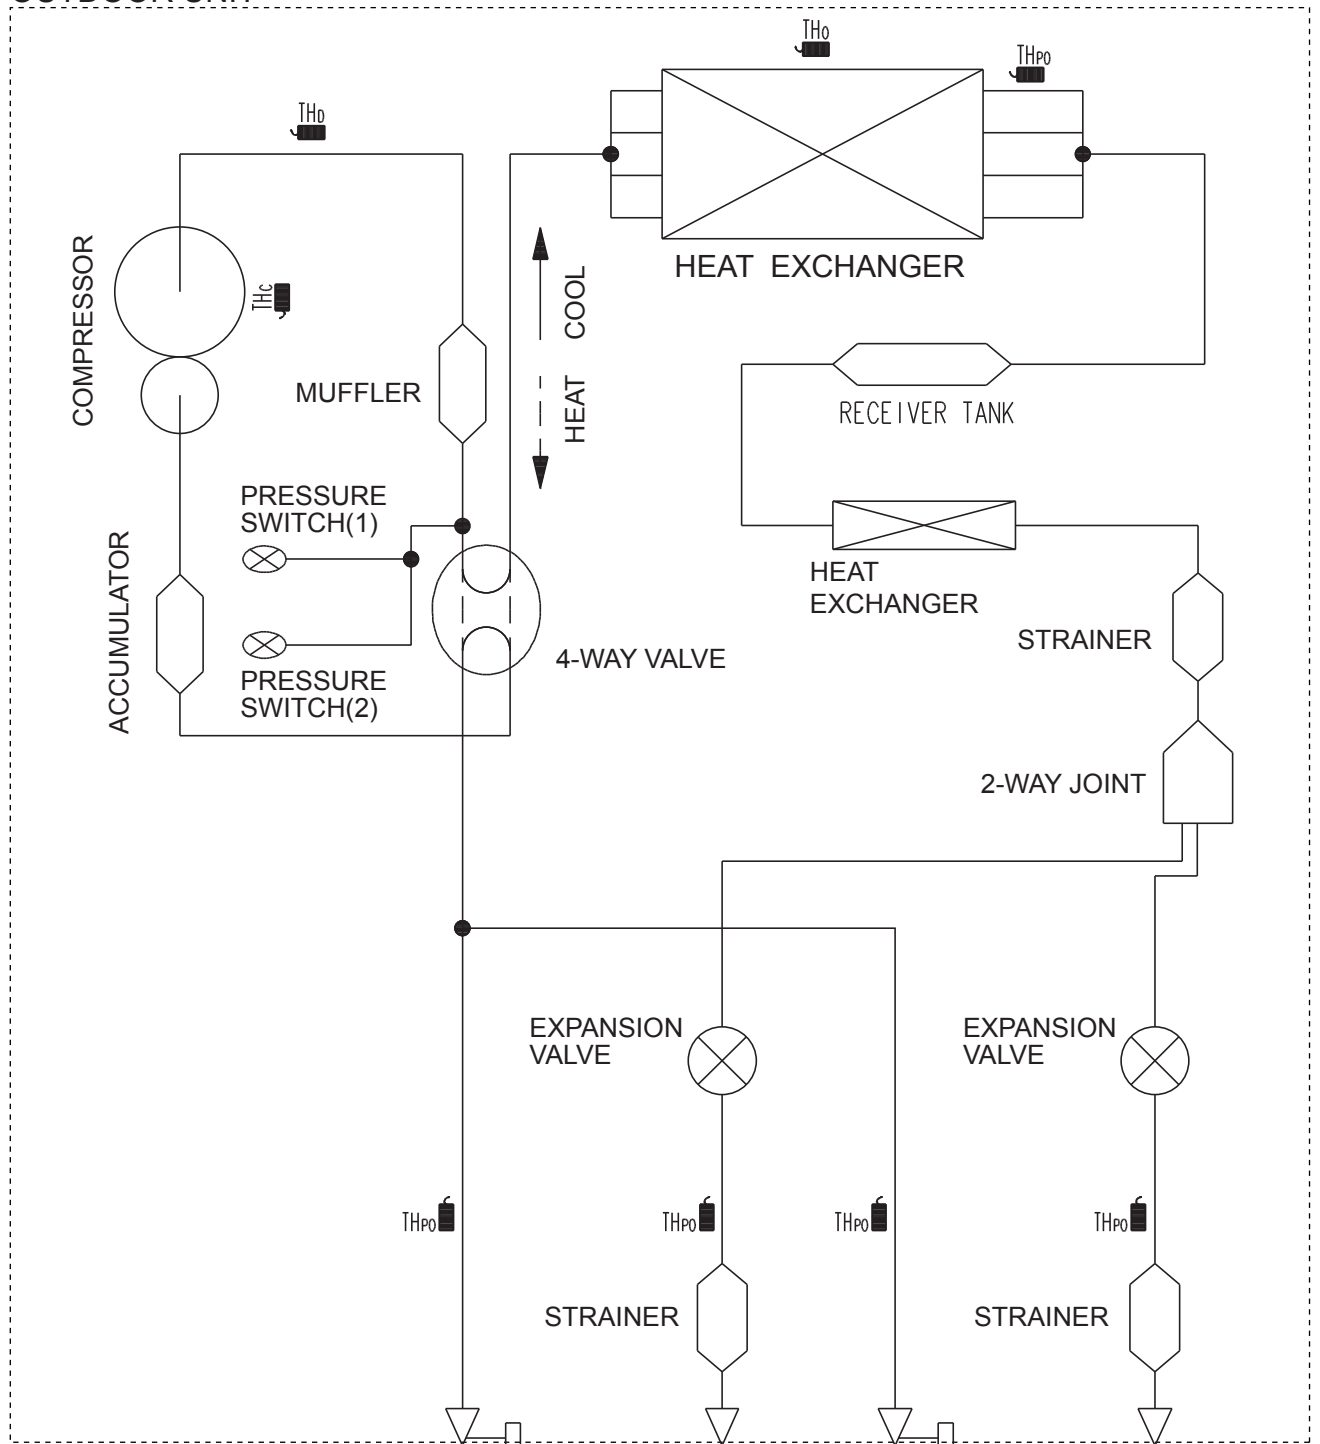 THO
THPO
THD
HEAT EXCHANGER
COMPRESSOR
THC
COOL
HEAT
MUFFLER
RECEIVER TANK
PRESSURE
SWITCH(1)
ACCUMULATOR
HEAT
EXCHANGER
STRAINER
4-WAY VALVE
PRESSURE
SWITCH(2)
2-WAY JOINT
EXPANSION
VALVE
EXPANSION
VALVE
THPO
THPO
THPO
THPO
STRAINER
STRAINER